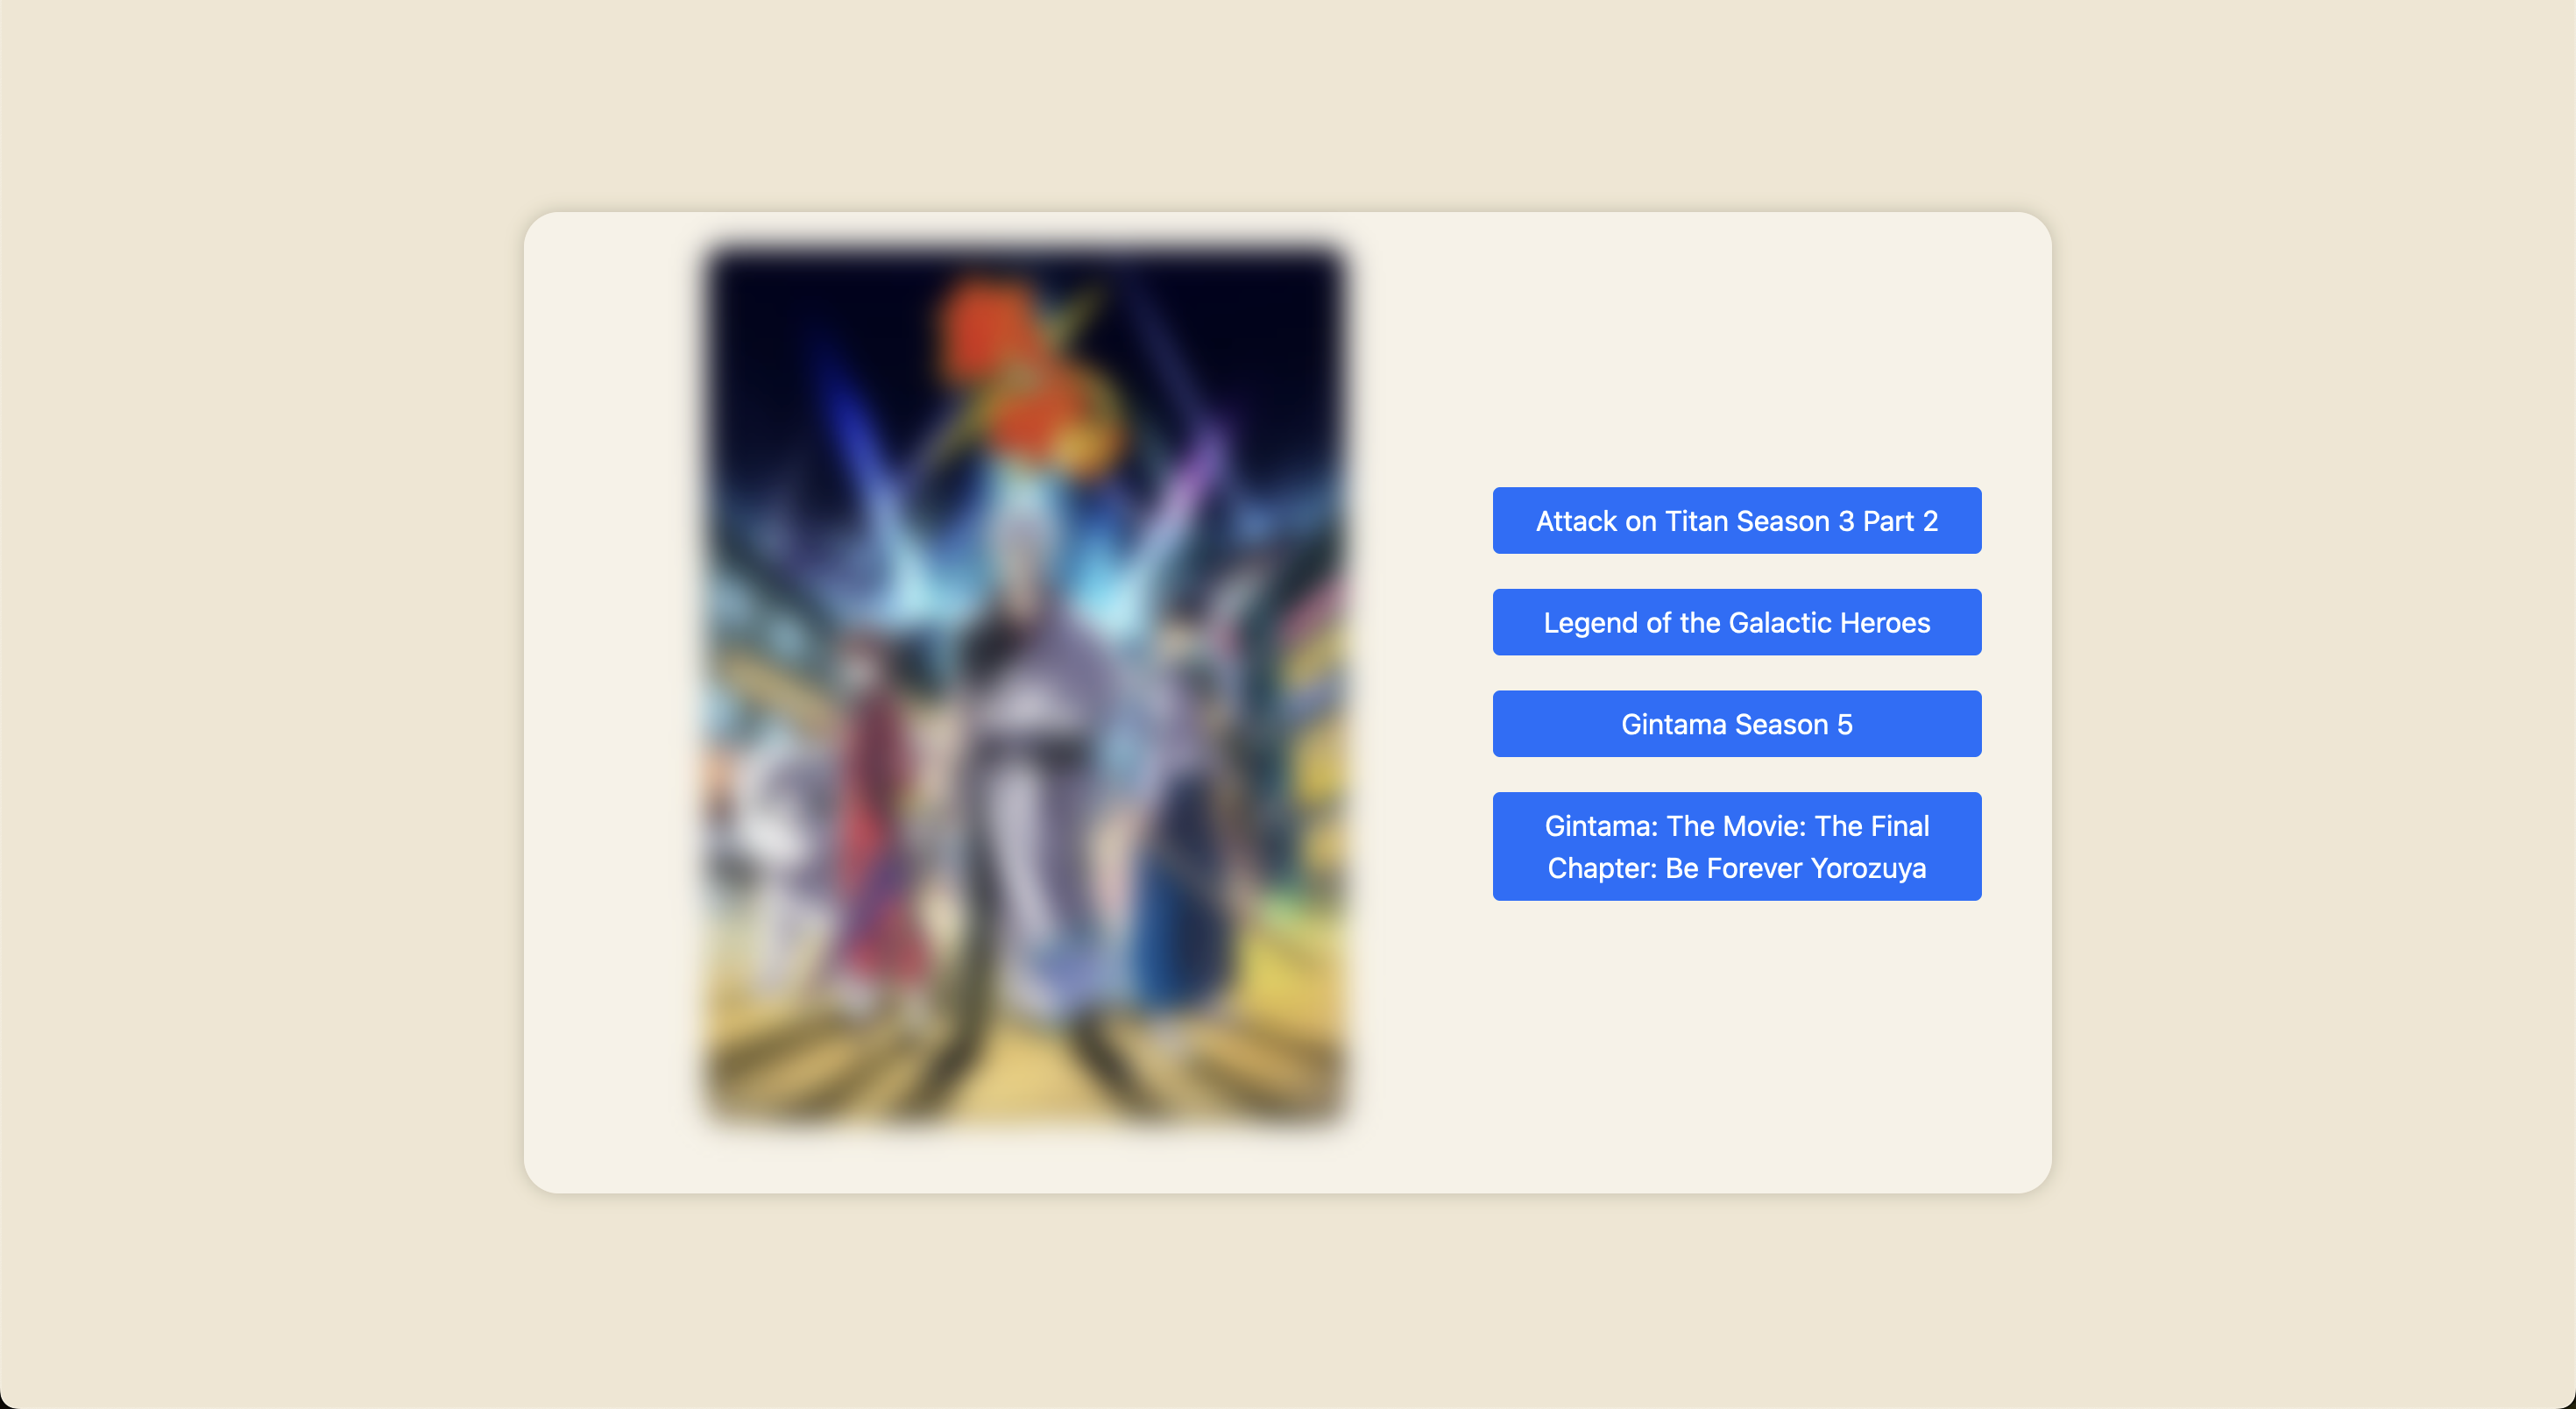 Attack on Titan Season 3 Part 2
Legend of the Galactic Heroes
Gintama Season 5
Gintama: The Movie: The Final
Chapter: Be Forever Yorozuya